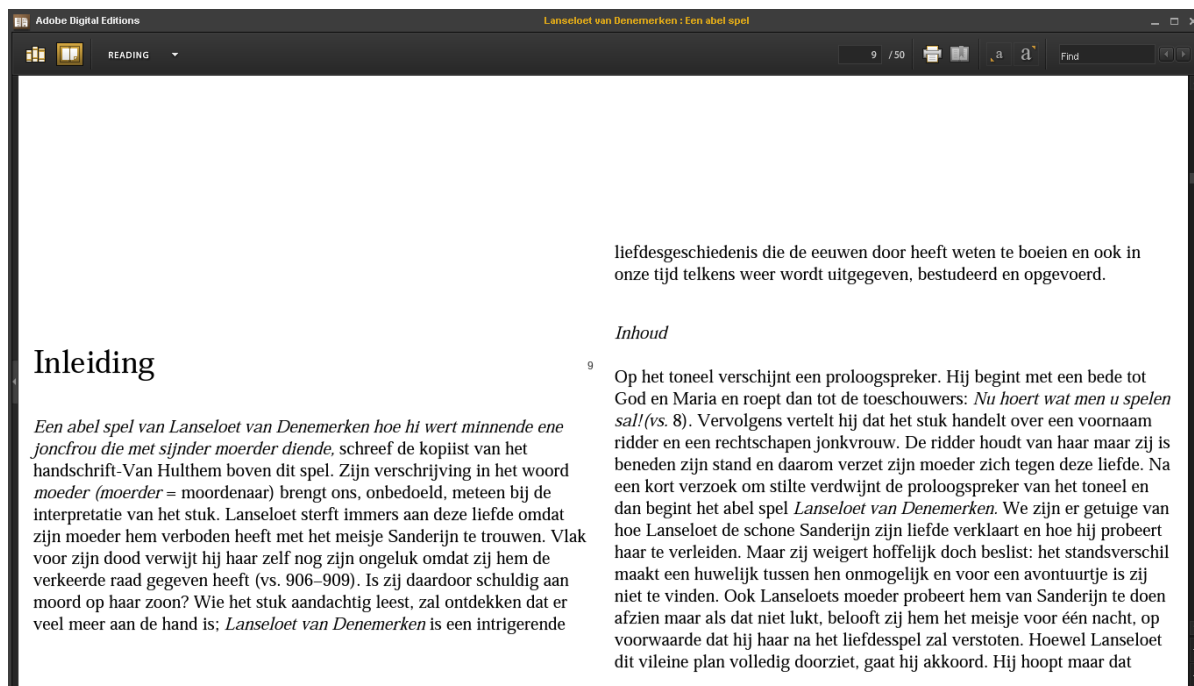 Adobe Digital Editions
Lanseloet van Denemerken : Een abel spel
READING
9 /50
a a
Find
Inleiding
Een abel spel van Lanseloet van Denemerken hoe hi wert minnende ene
joncfrou die met sijnder moerder diende, schreef de kopiist van het
handschrift-Van Hulthem boven dit spel. Zijn verschrijving in het woord
moeder (moerder = moordenaar) brengt ons, onbedoeld, meteen bij de
interpretatie van het stuk. Lanseloet sterft immers aan deze liefde omdat
zijn moeder hem verboden heeft met het meisje Sanderijn te trouwen. Vlak
voor zijn dood verwijt hij haar zelf nog zijn ongeluk omdat zij hem de
verkeerde raad gegeven heeft (vs. 906–909). Is zij daardoor schuldig aan
moord op haar zoon? Wie het stuk aandachtig leest, zal ontdekken dat er
veel meer aan de hand is; Lanseloet van Denemerken is een intrigerende
9
liefdesgeschiedenis die de eeuwen door heeft weten te boeien en ook in
onze tijd telkens weer wordt uitgegeven, bestudeerd en opgevoerd.
Inhoud
Op het toneel verschijnt een proloogspreker. Hij begint met een bede tot
God en Maria en roept dan tot de toeschouwers: Nu hoert wat men u spelen
sal!(vs. 8). Vervolgens vertelt hij dat het stuk handelt over een voornaam
ridder en een rechtschapen jonkvrouw. De ridder houdt van haar maar zij is
beneden zijn stand en daarom verzet zijn moeder zich tegen deze liefde. Na
een kort verzoek om stilte verdwijnt de proloogspreker van het toneel en
dan begint het abel spel Lanseloet van Denemerken. We zijn er getuige van
hoe Lanseloet de schone Sanderijn zijn liefde verklaart en hoe hij probeert
haar te verleiden. Maar zij weigert hoffelijk doch beslist: het standsverschil
maakt een huwelijk tussen hen onmogelijk en voor een avontuurtje is zij
niet te vinden. Ook Lanseloets moeder probeert hem van Sanderijn te doen
afzien maar als dat niet lukt, belooft zij hem het meisje voor één nacht, op
voorwaarde dat hij haar na het liefdesspel zal verstoten. Hoewel Lanseloet
dit vileine plan volledig doorziet, gaat hij akkoord. Hij hoopt maar dat